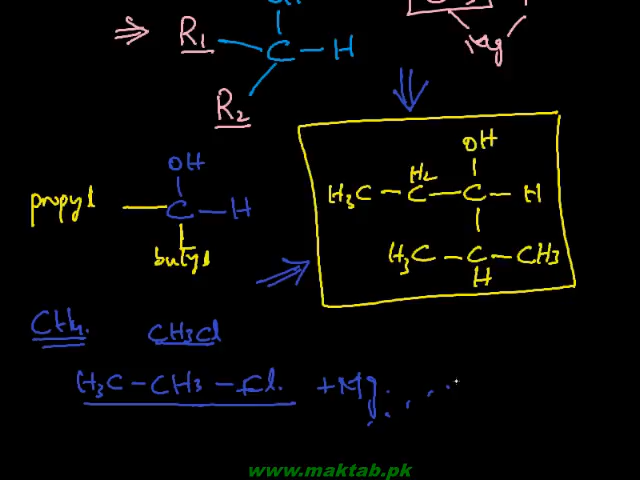 R1 C H
Mg
R2
OH
OH
H2
H3C - C - C - H
propyl C - H
butyl
H3C - C - CH3
H
CH4. CH3Cl
H3C - CH3 - Cl. + Mg
www.maktab.pk